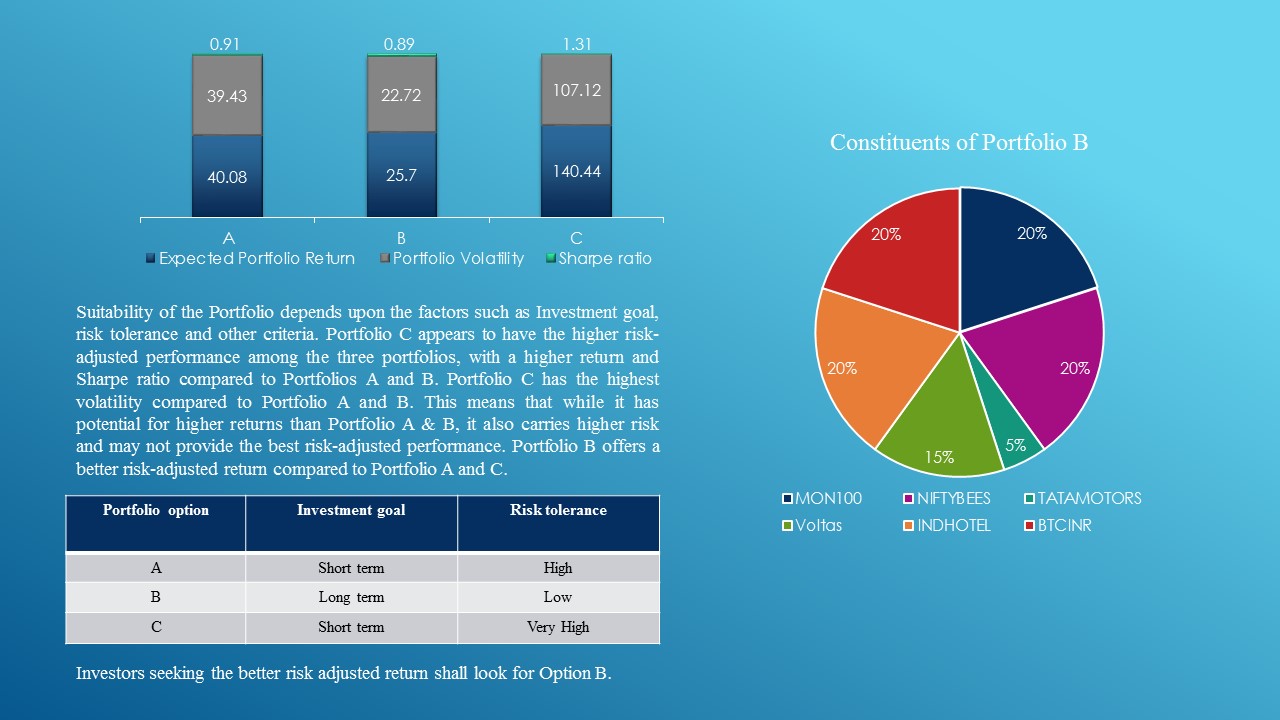 0.91 0.89 1.31
39.43 22.72 107.12
40.08 25.7 140.44
A B C
Expected Portfolio Return Portfolio Volatility Sharpe ratio
Suitability of the Portfolio depends upon the factors such as Investment goal,
risk tolerance and other criteria. Portfolio C appears to have the higher risk-
adjusted performance among the three portfolios, with a higher return and
Sharpe ratio compared to Portfolios A and B. Portfolio C has the highest
volatility compared to Portfolio A and B. This means that while it has
potential for higher returns than Portfolio A & B, it also carries higher risk
and may not provide the best risk-adjusted performance. Portfolio B offers a
better risk-adjusted return compared to Portfolio A and C.
Portfolio option Investment goal Risk tolerance
A Short term High
B Long term Low
C Short term Very High
Investors seeking the better risk adjusted return shall look for Option B.
Constituents of Portfolio B
20% 20%
20% 20%
15% 5%
MON100 NIFTYBEES TATAMOTORS
Voltas INDHOTEL BTCINR